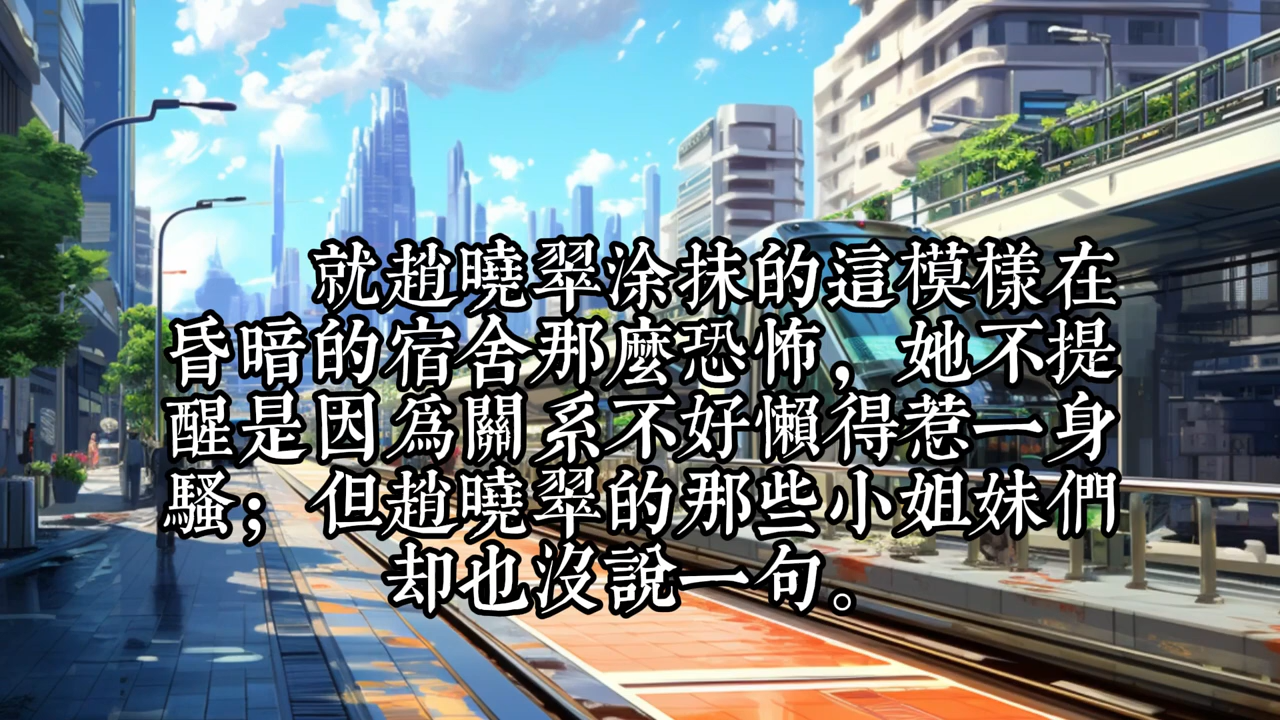 就趙曉翠涂抹的這模樣在
昏暗的宿舍那麼恐怖，她不提
醒是因爲關系不好懶得惹一身
騷；但趙曉翠的那些小姐妹們
却也沒說一句。